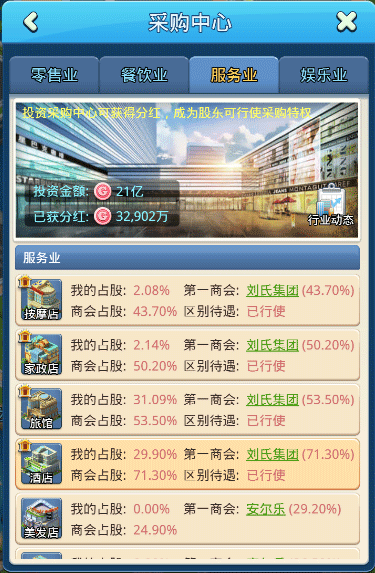 采购中心
零售业 餐饮业 服务业 娱乐业
投资采购中心可获得分红，成为股东可行使采购特权
JEANS MONTAGUT
投资金额: G 21亿
已获分红: G 32,902万
行业动态
服务业
我的占股: 2.08% 第一商会: 刘氏集团 (43.70%)
按摩店 商会占股: 43.70% 区别待遇: 已行使
我的占股: 2.14% 第一商会: 刘氏集团 (50.20%)
家政店 商会占股: 50.20% 区别待遇: 已行使
我的占股: 31.09% 第一商会: 刘氏集团 (53.50%)
旅馆 商会占股: 53.50% 区别待遇: 已行使
我的占股: 29.90% 第一商会: 刘氏集团 (71.30%)
酒店 商会占股: 71.30% 区别待遇: 已行使
我的占股: 0.00% 第一商会: 安尔乐 (29.20%)
美发店 商会占股: 24.90%